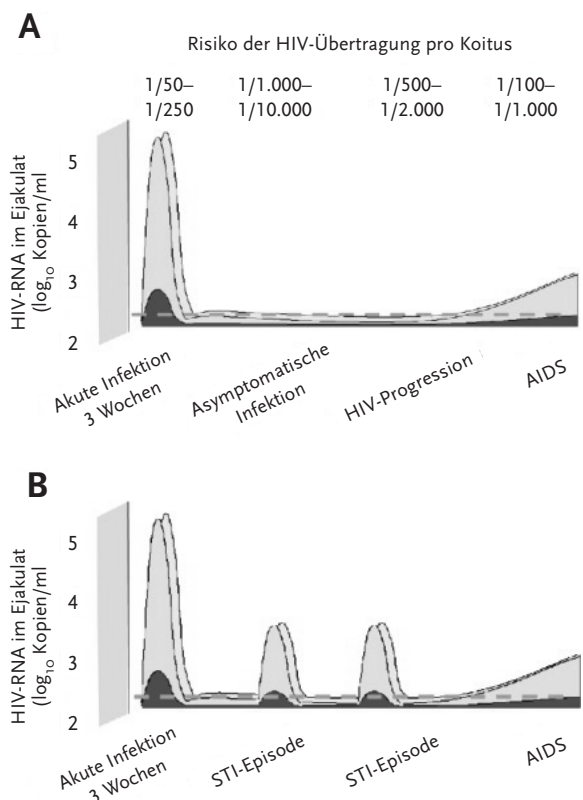 A
Risiko der HIV-Übertragung pro Koitus
1/50–
1/250
1/1.000–
1/10.000
1/500–
1/2.000
1/100–
1/1.000
HIV-RNA im Ejakulat
(log₁₀ Kopien/ml
5
4
3
2
Akute Infektion
3 Wochen
Asymptomatische
Infektion
HIV-Progression
AIDS
B
HIV-RNA im Ejakulat
(log₁₀ Kopien/ml
5
4
3
2
Akute Infektion
3 Wochen
STI-Episode
STI-Episode
AIDS